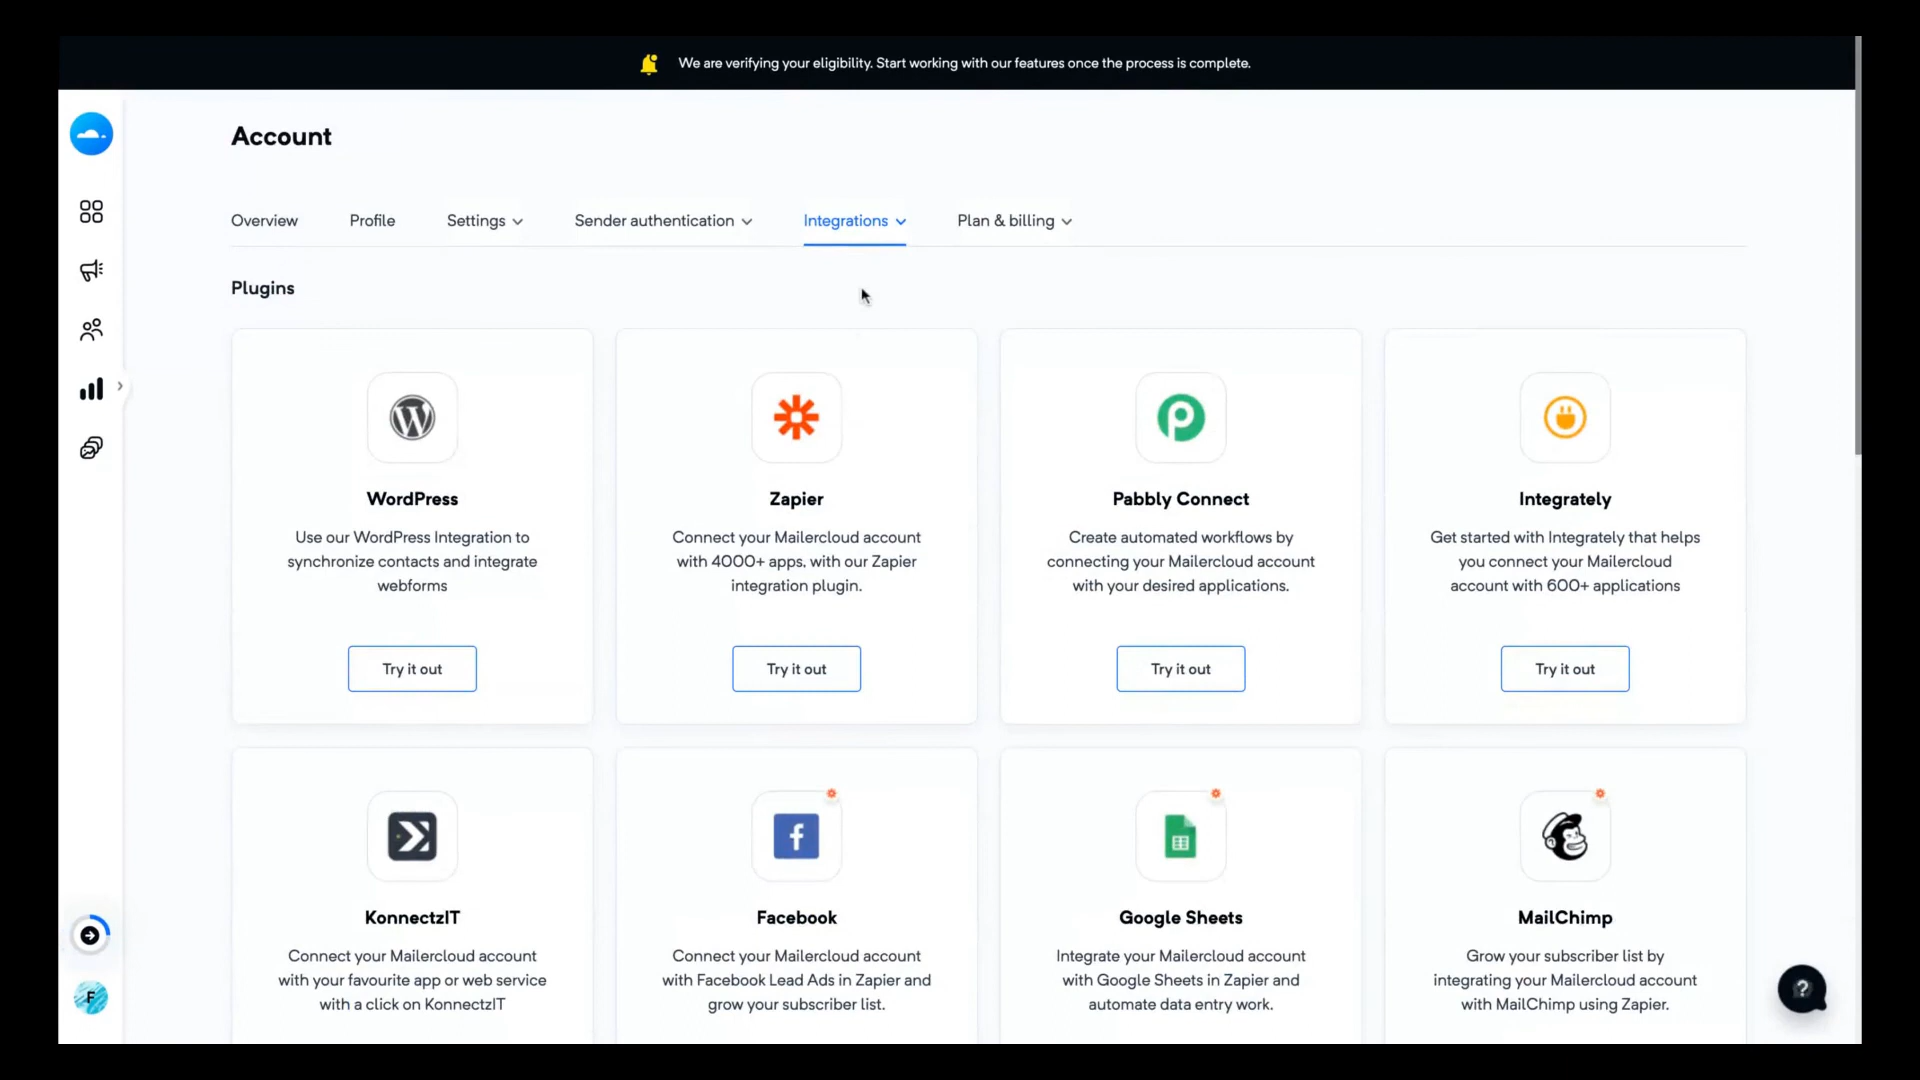 We are verifying your eligibility. Start working with our features once the process is complete.
Account
Overview
Profile
Settings
Sender authentication
Integrations
Plan & billing
Plugins
WordPress
Use our WordPress Integration to
synchronize contacts and integrate
webforms
Try it out
Zapier
Connect your Mailercloud account
with 4000+ apps, with our Zapier
integration plugin.
Try it out
Pabbly Connect
Create automated workflows by
connecting your Mailercloud account
with your desired applications.
Try it out
Integrately
Get started with Integrately that helps
you connect your Mailercloud
account with 600+ applications
Try it out
KonnectzIT
Connect your Mailercloud account
with your favourite app or web service
with a click on KonnectzIT
Facebook
Connect your Mailercloud account
with Facebook Lead Ads in Zapier and
grow your subscriber list.
Google Sheets
Integrate your Mailercloud account
with Google Sheets in Zapier and
automate data entry work.
MailChimp
Grow your subscriber list by
integrating your Mailercloud account
with MailChimp using Zapier.
F
?